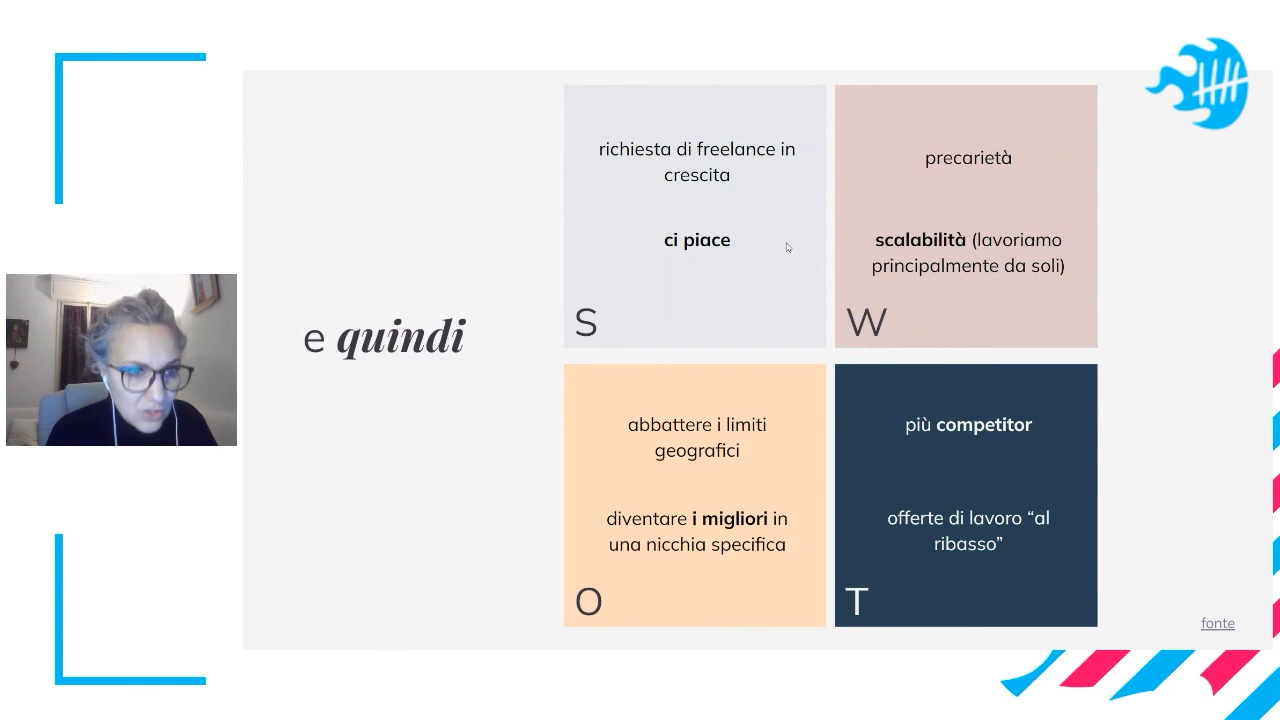 e quindi
richiesta di freelance in
crescita
ci piace
S
precarietà
scalabilità (lavoriamo
principalmente da soli)
W
abbattere i limiti
geografici
diventare i migliori in
una nicchia specifica
O
più competitor
offerte di lavoro “al
ribasso”
T
fonte